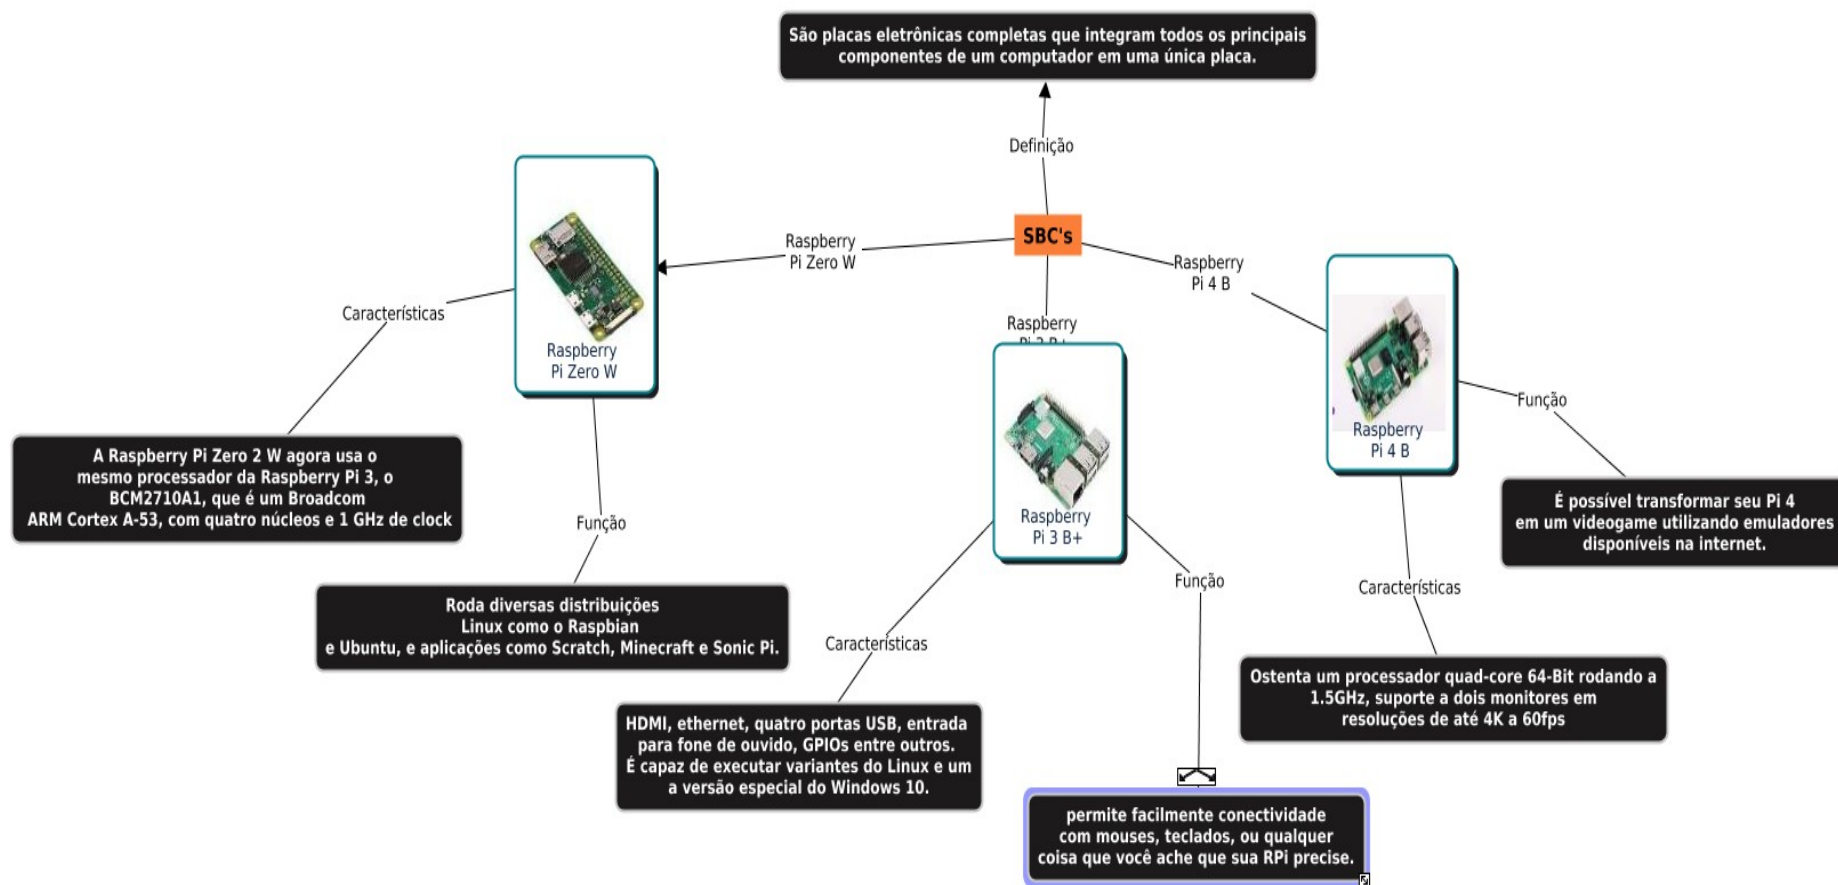 São placas eletrônicas completas que integram todos os principais
componentes de um computador em uma única placa.
Definição
SBC's
Raspberry
Pi Zero W
Raspberry
Pi 4 B
Raspberry
Pi 3 B+
Raspberry
Pi Zero W
Características
A Raspberry Pi Zero 2 W agora usa o
mesmo processador da Raspberry Pi 3, o
BCM2710A1, que é um Broadcom
ARM Cortex A-53, com quatro núcleos e 1 GHz de clock
Função
Roda diversas distribuições
Linux como o Raspbian
e Ubuntu, e aplicações como Scratch, Minecraft e Sonic Pi.
Raspberry
Pi 3 B+
Características
HDMI, ethernet, quatro portas USB, entrada
para fone de ouvido, GPIOs entre outros.
É capaz de executar variantes do Linux e um
a versão especial do Windows 10.
Função
permite facilmente conectividade
com mouses, teclados, ou qualquer
coisa que você ache que sua RPi precise.
Raspberry
Pi 4 B
Função
É possível transformar seu Pi 4
em um videogame utilizando emuladores
disponíveis na internet.
Características
Ostenta um processador quad-core 64-Bit rodando a
1.5GHz, suporte a dois monitores em
resoluções de até 4K a 60fps